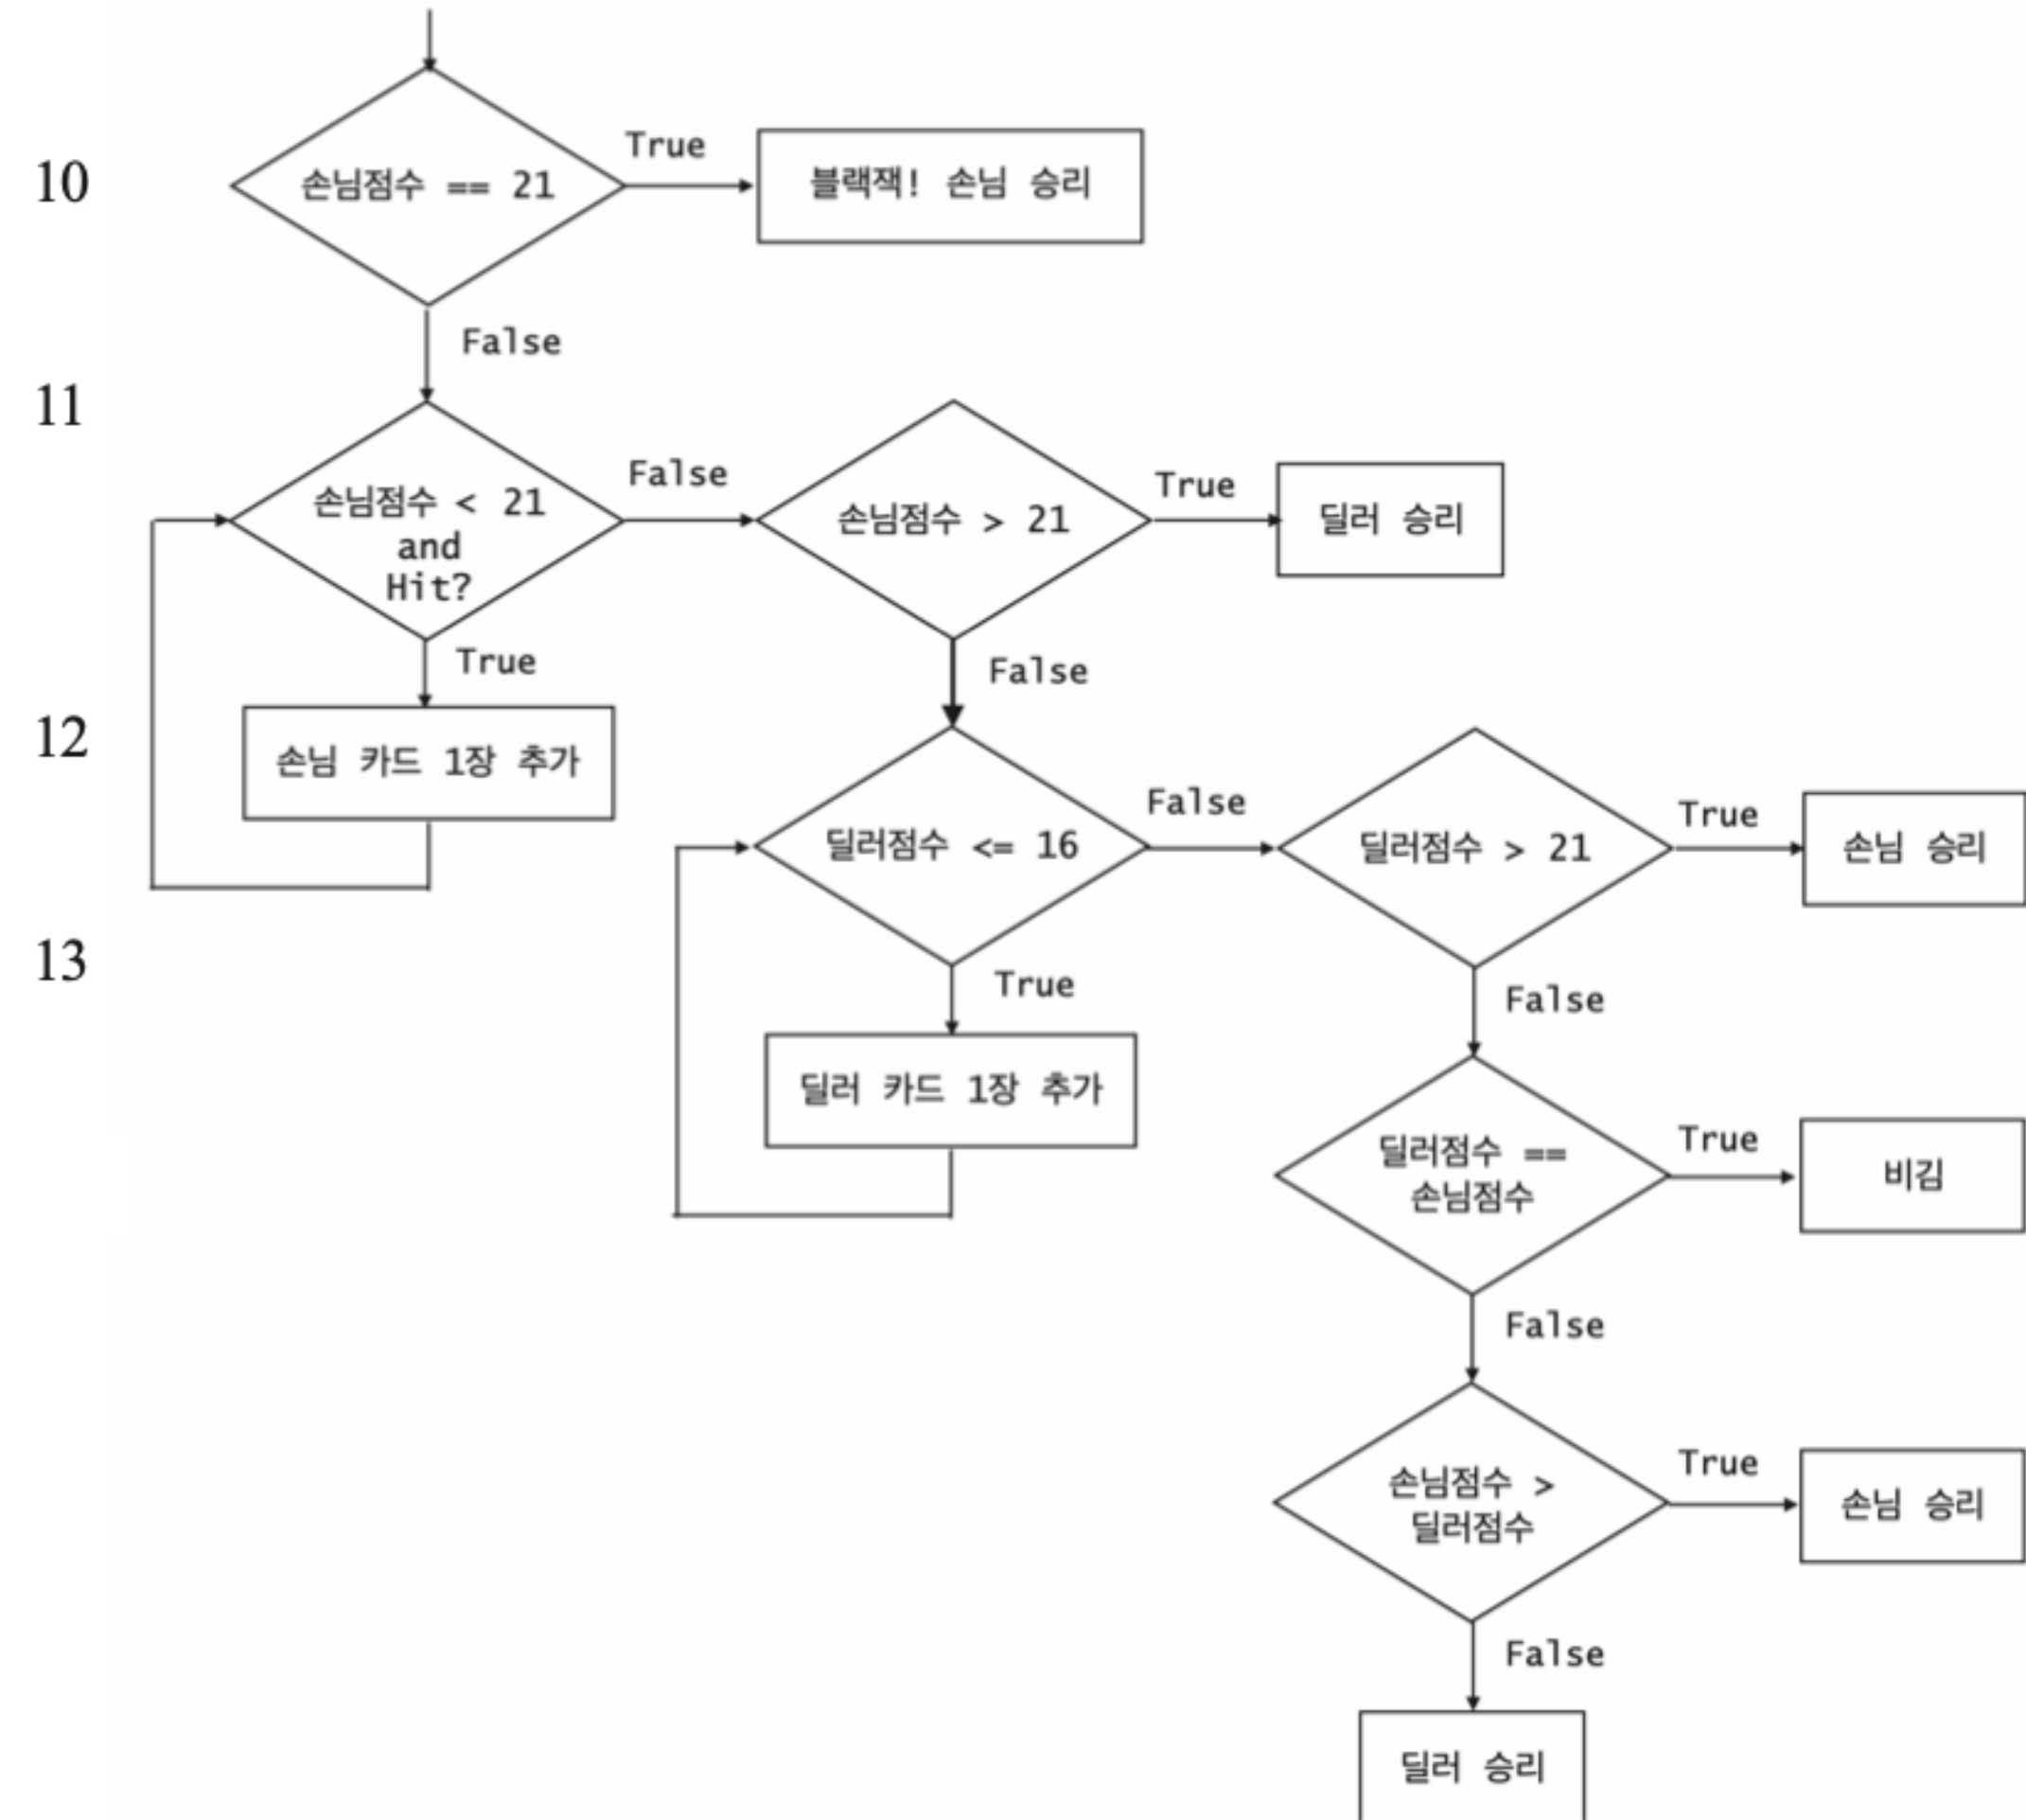 10
손님점수 == 21
True
블랙잭! 손님 승리
False
11
손님점수 < 21
and
Hit?
False
손님점수 > 21
True
딜러 승리
True
손님 카드 1장 추가
False
12
딜러점수 <= 16
False
딜러점수 > 21
True
손님 승리
13
True
딜러 카드 1장 추가
False
딜러점수 ==
손님점수
True
비김
False
손님점수 >
딜러점수
True
손님 승리
False
딜러 승리